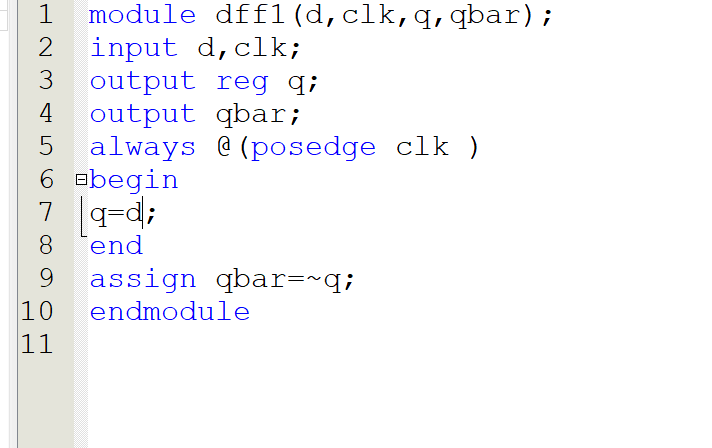 1 module dff1(d,clk,q,qbar);
2 input d,clk;
3 output reg q;
4 output qbar;
5 always @(posedge clk )
6 begin
7 q=d;
8 end
9 assign qbar=~q;
10 endmodule
11